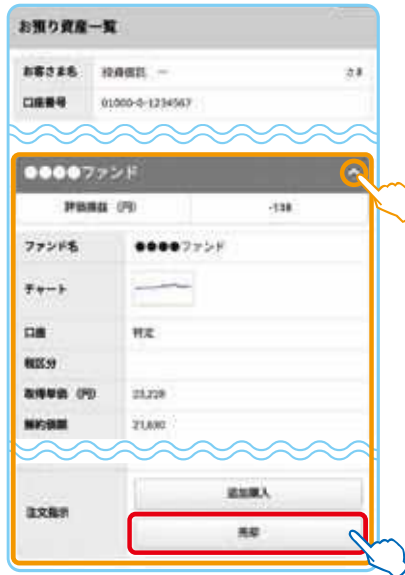 お預り資産一覧
お客さま名 投資信託 一 さま
口座番号 01000-0-1234567
●●●●ファンド
評価損益 (円) -138
ファンド名 ●●●●ファンド
チャート
口座 特定
税区分
取得単価 (円) 23,228
解約価額
注文指示
追加購入
売却